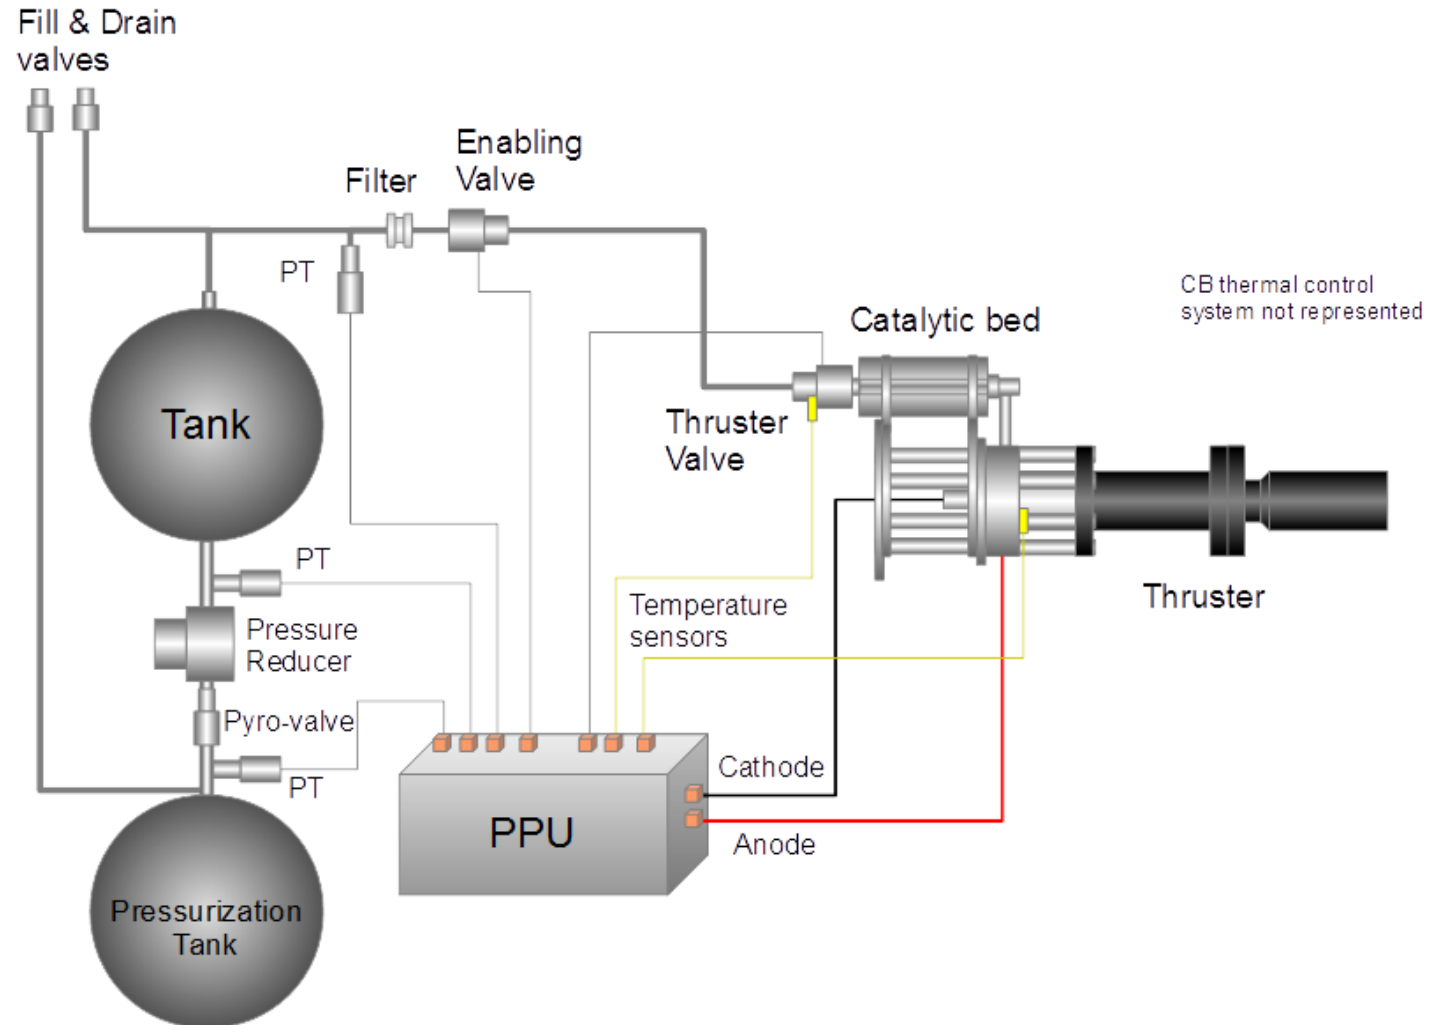 Fill & Drain
valves
Enabling
Valve
Filter
PT
CB thermal control
system not represented
Catalytic bed
Tank
Thruster
Valve
PT
Temperature
sensors
Thruster
Pressure
Reducer
Pyro-valve
Cathode
PT
PPU
Anode
Pressurization
Tank